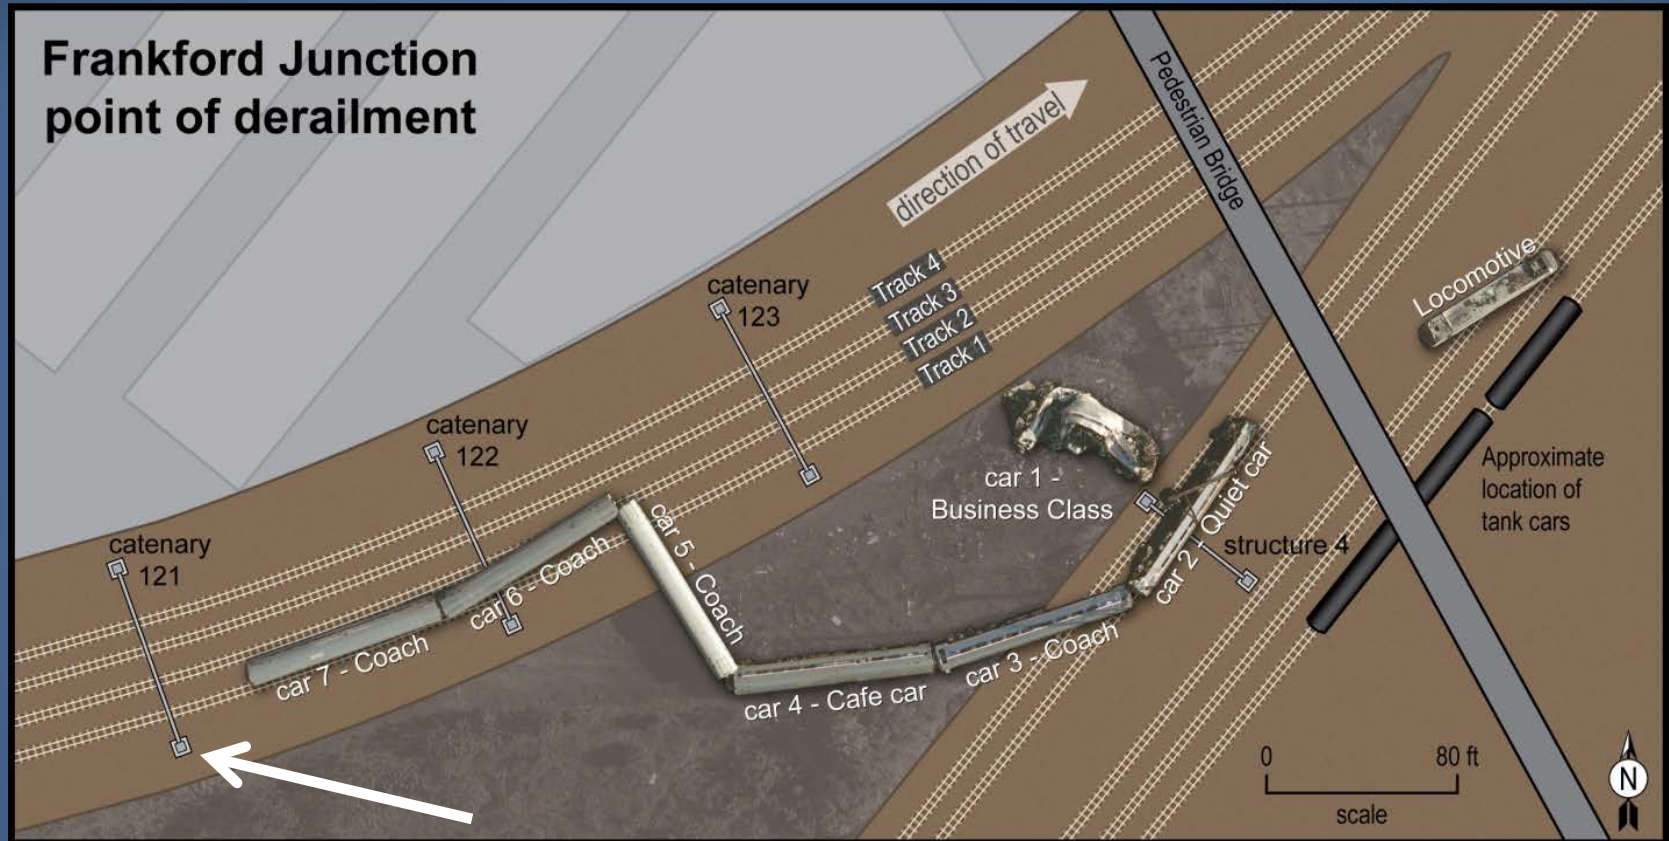 Frankford Junction
point of derailment
direction of travel
Pedestrian Bridge
Track 4
Track 3
Track 2
Track 1
catenary
123
catenary
122
catenary
121
Locomotive
car 1 -
Business Class
car 2 - Quiet car
structure 4
Approximate
location of
tank cars
car 5 - Coach
car 6 - Coach
car 7 - Coach
car 3 - Coach
car 4 - Cafe car
0 80 ft
scale
N